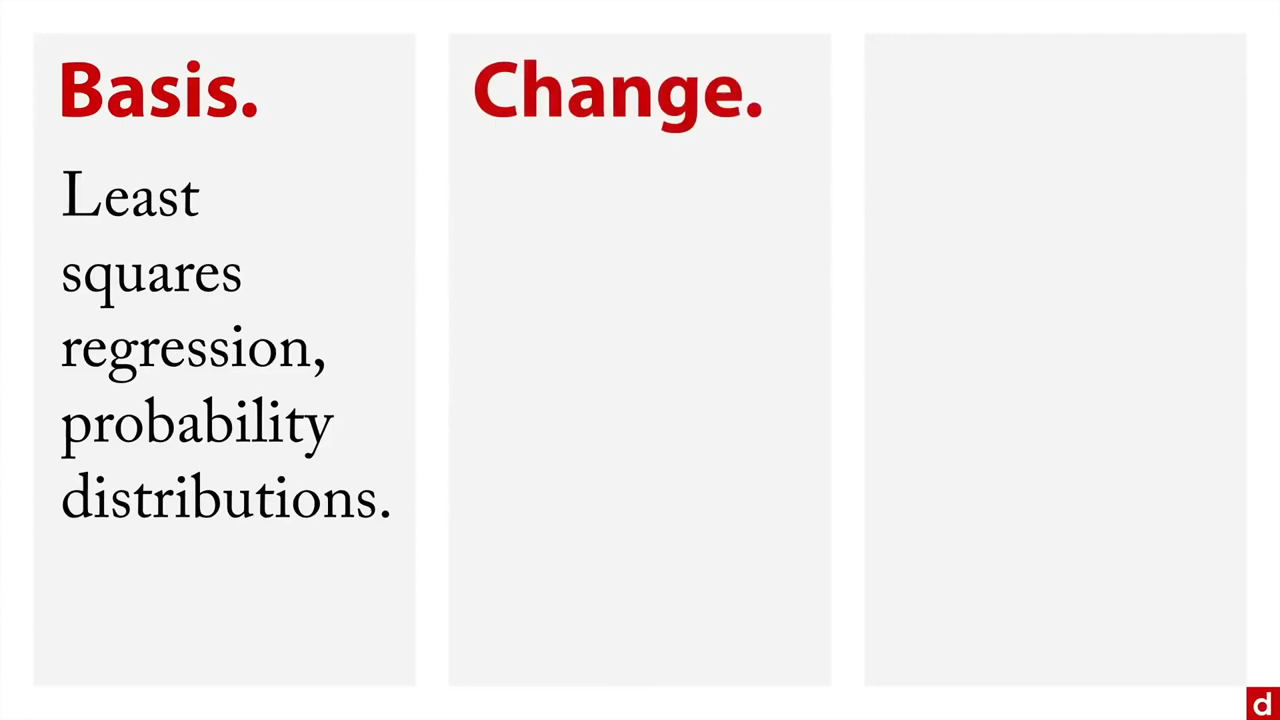 Basis.
Least
squares
regression,
probability
distributions.
Change.
d